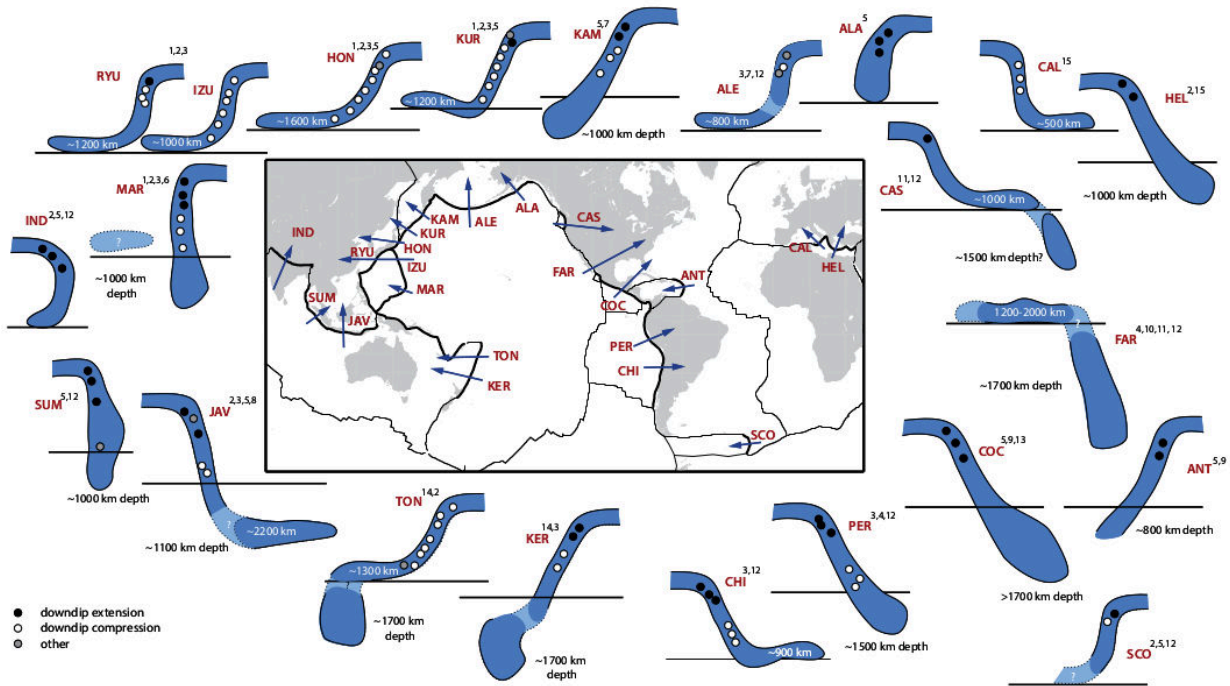 RYU 1,2,3
IZU
HON 1,2,3,5
KUR 1,2,3,5
KAM 5,7
ALE 3,7,12
ALA 5
CAL 15
HEL 2,15
~1200 km
~1000 km
~1600 km
~1200 km
~1000 km depth
~800 km
~500 km
~1000 km depth
MAR 1,2,3,6
?
~1000 km
depth
IND 2,5,12
CAS 11,12
~1000 km
~1500 km depth?
IND
KAM
KUR
HON
RYU
IZU
MAR
SUM
JAV
TON
KER
ALE
ALA
CAS
FAR
COC
ANT
PER
CHI
SCO
CAL
HEL
1200-2000 km
?
FAR 4,10,11,12
~1700 km depth
SUM 5,12
~1000 km depth
JAV 2,3,5,8
?
~2200 km
~1100 km depth
TON 14,2
~1300 km
?
~1700 km
depth
KER 14,3
~1700 km
depth
CHI 3,12
~900 km
PER 3,4,12
~1500 km depth
COC 5,9,13
>1700 km depth
ANT 5,9
~800 km depth
SCO 2,5,12
?
downdip extension
downdip compression
other